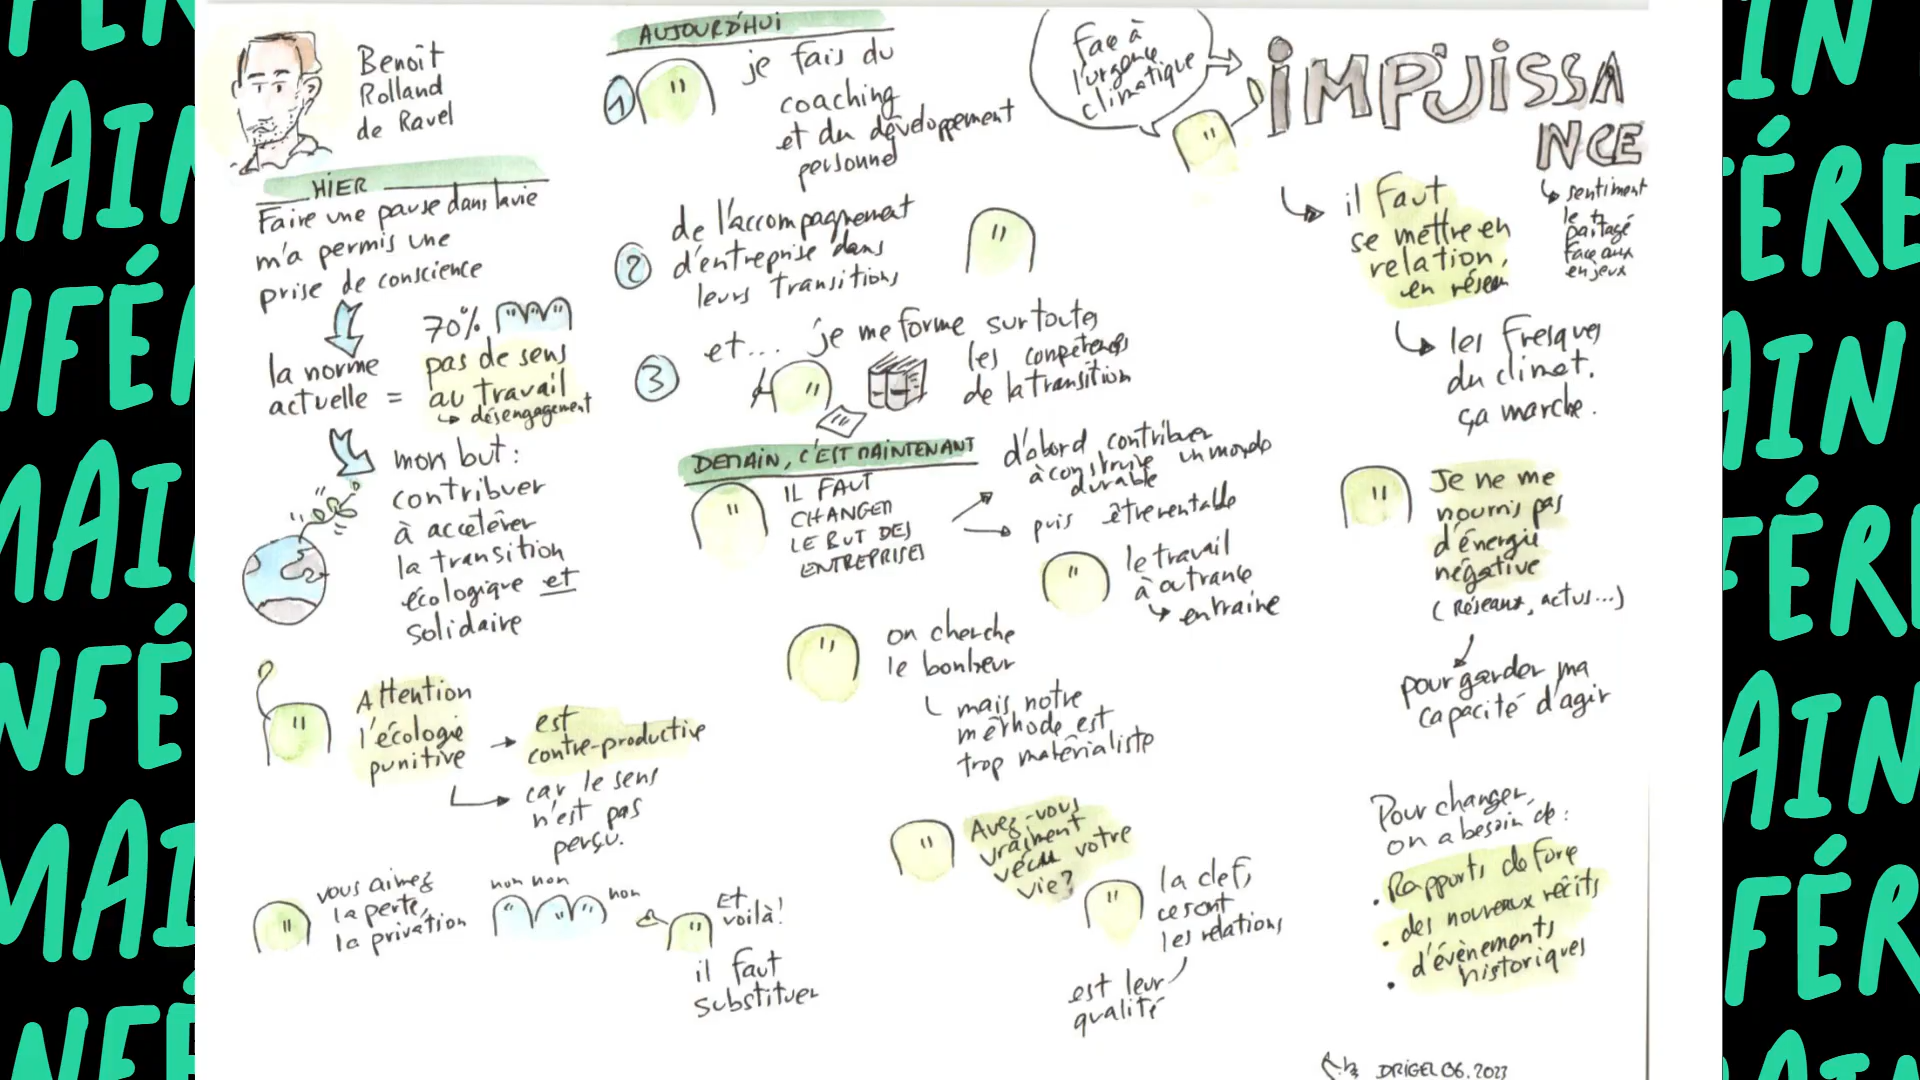 Benoît
Rolland
de Ravel
HIER
Faire une pause dans la vie
m'a permis une
prise de conscience
la norme
actuelle =
70%
pas de sens
au travail
désengagement
mon but :
contribuer
à accélérer
la transition
écologique et
solidaire
Attention
l'écologie
punitive
est
contre-productive
car le sens
n'est pas
perçu.
vous aimez
la perte,
la privation
non non
non
Et
voilà!
il faut
substituer
AUJOURD'HUI
1
je fais du
coaching
et du développement
personnel
2
de l'accompagnement
d'entreprise dans
leurs transitions
3
et... je me forme sur toutes
les compétences
de la transition
DEMAIN, C'EST MAINTENANT
IL FAUT
CHANGER
LE BUT DES
ENTREPRISES
d'abord contribuer
à construire un monde
durable
puis être rentable
le travail
à outrance
entraine
on cherche
le bonheur
mais notre
méthode est
trop matérialiste
Avez-vous
vraiment
vécu votre
vie?
la clef,
ce sont
les relations
est leur
qualité
Face à
l'urgence
climatique
IMPUISSA
NCE
sentiment
le +
partagé
face aux
enjeux
il faut
se mettre en
relation,
en réseau
les fresques
du climat.
ça marche.
Je ne me
nourris pas
d'énergie
négative
(réseaux, actus...)
pour garder ma
capacité d'agir
Pour changer,
on a besoin de :
. Rapports de force
. des nouveaux récits
. d'évènements
historiques
DRIGEL 06.2023